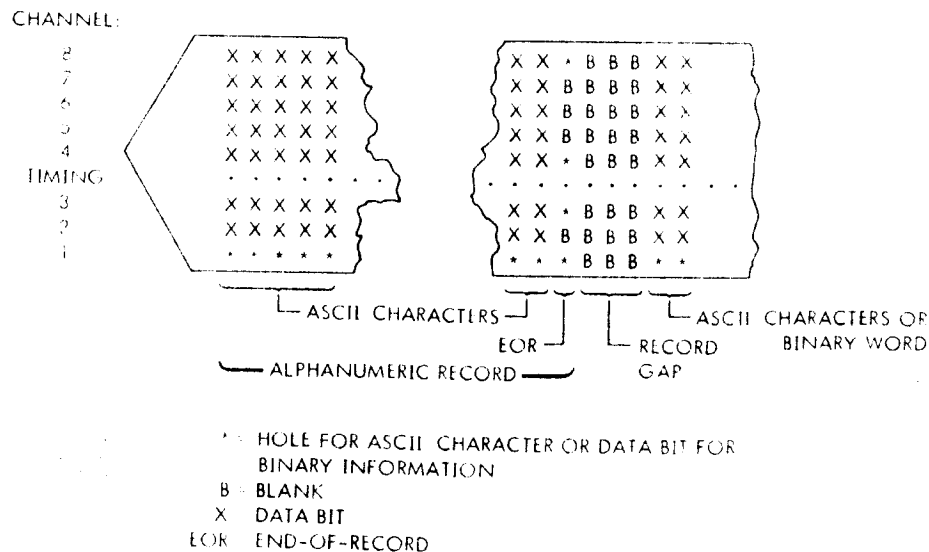 CHANNEL:
8 X X X X X X X * B B B X X
7 X X X X X X X B B B B X X
6 X X X X X X X B B B B X X
5 X X X X X X X B B B B X X
4 X X X X X X X * B B B X X
TIMING . . . . . . . . . . . . . . . . . .
3 X X X X X X X * B B B X X
2 X X X X X X X B B B B X X
1 * * * * * * * * B B B * *
ASCII CHARACTERS
ASCII CHARACTERS OR
BINARY WORD
EOR
RECORD
GAP
ALPHANUMERIC RECORD
* = HOLE FOR ASCII CHARACTER OR DATA BIT FOR
BINARY INFORMATION
B = BLANK
X DATA BIT
EOR END-OF-RECORD